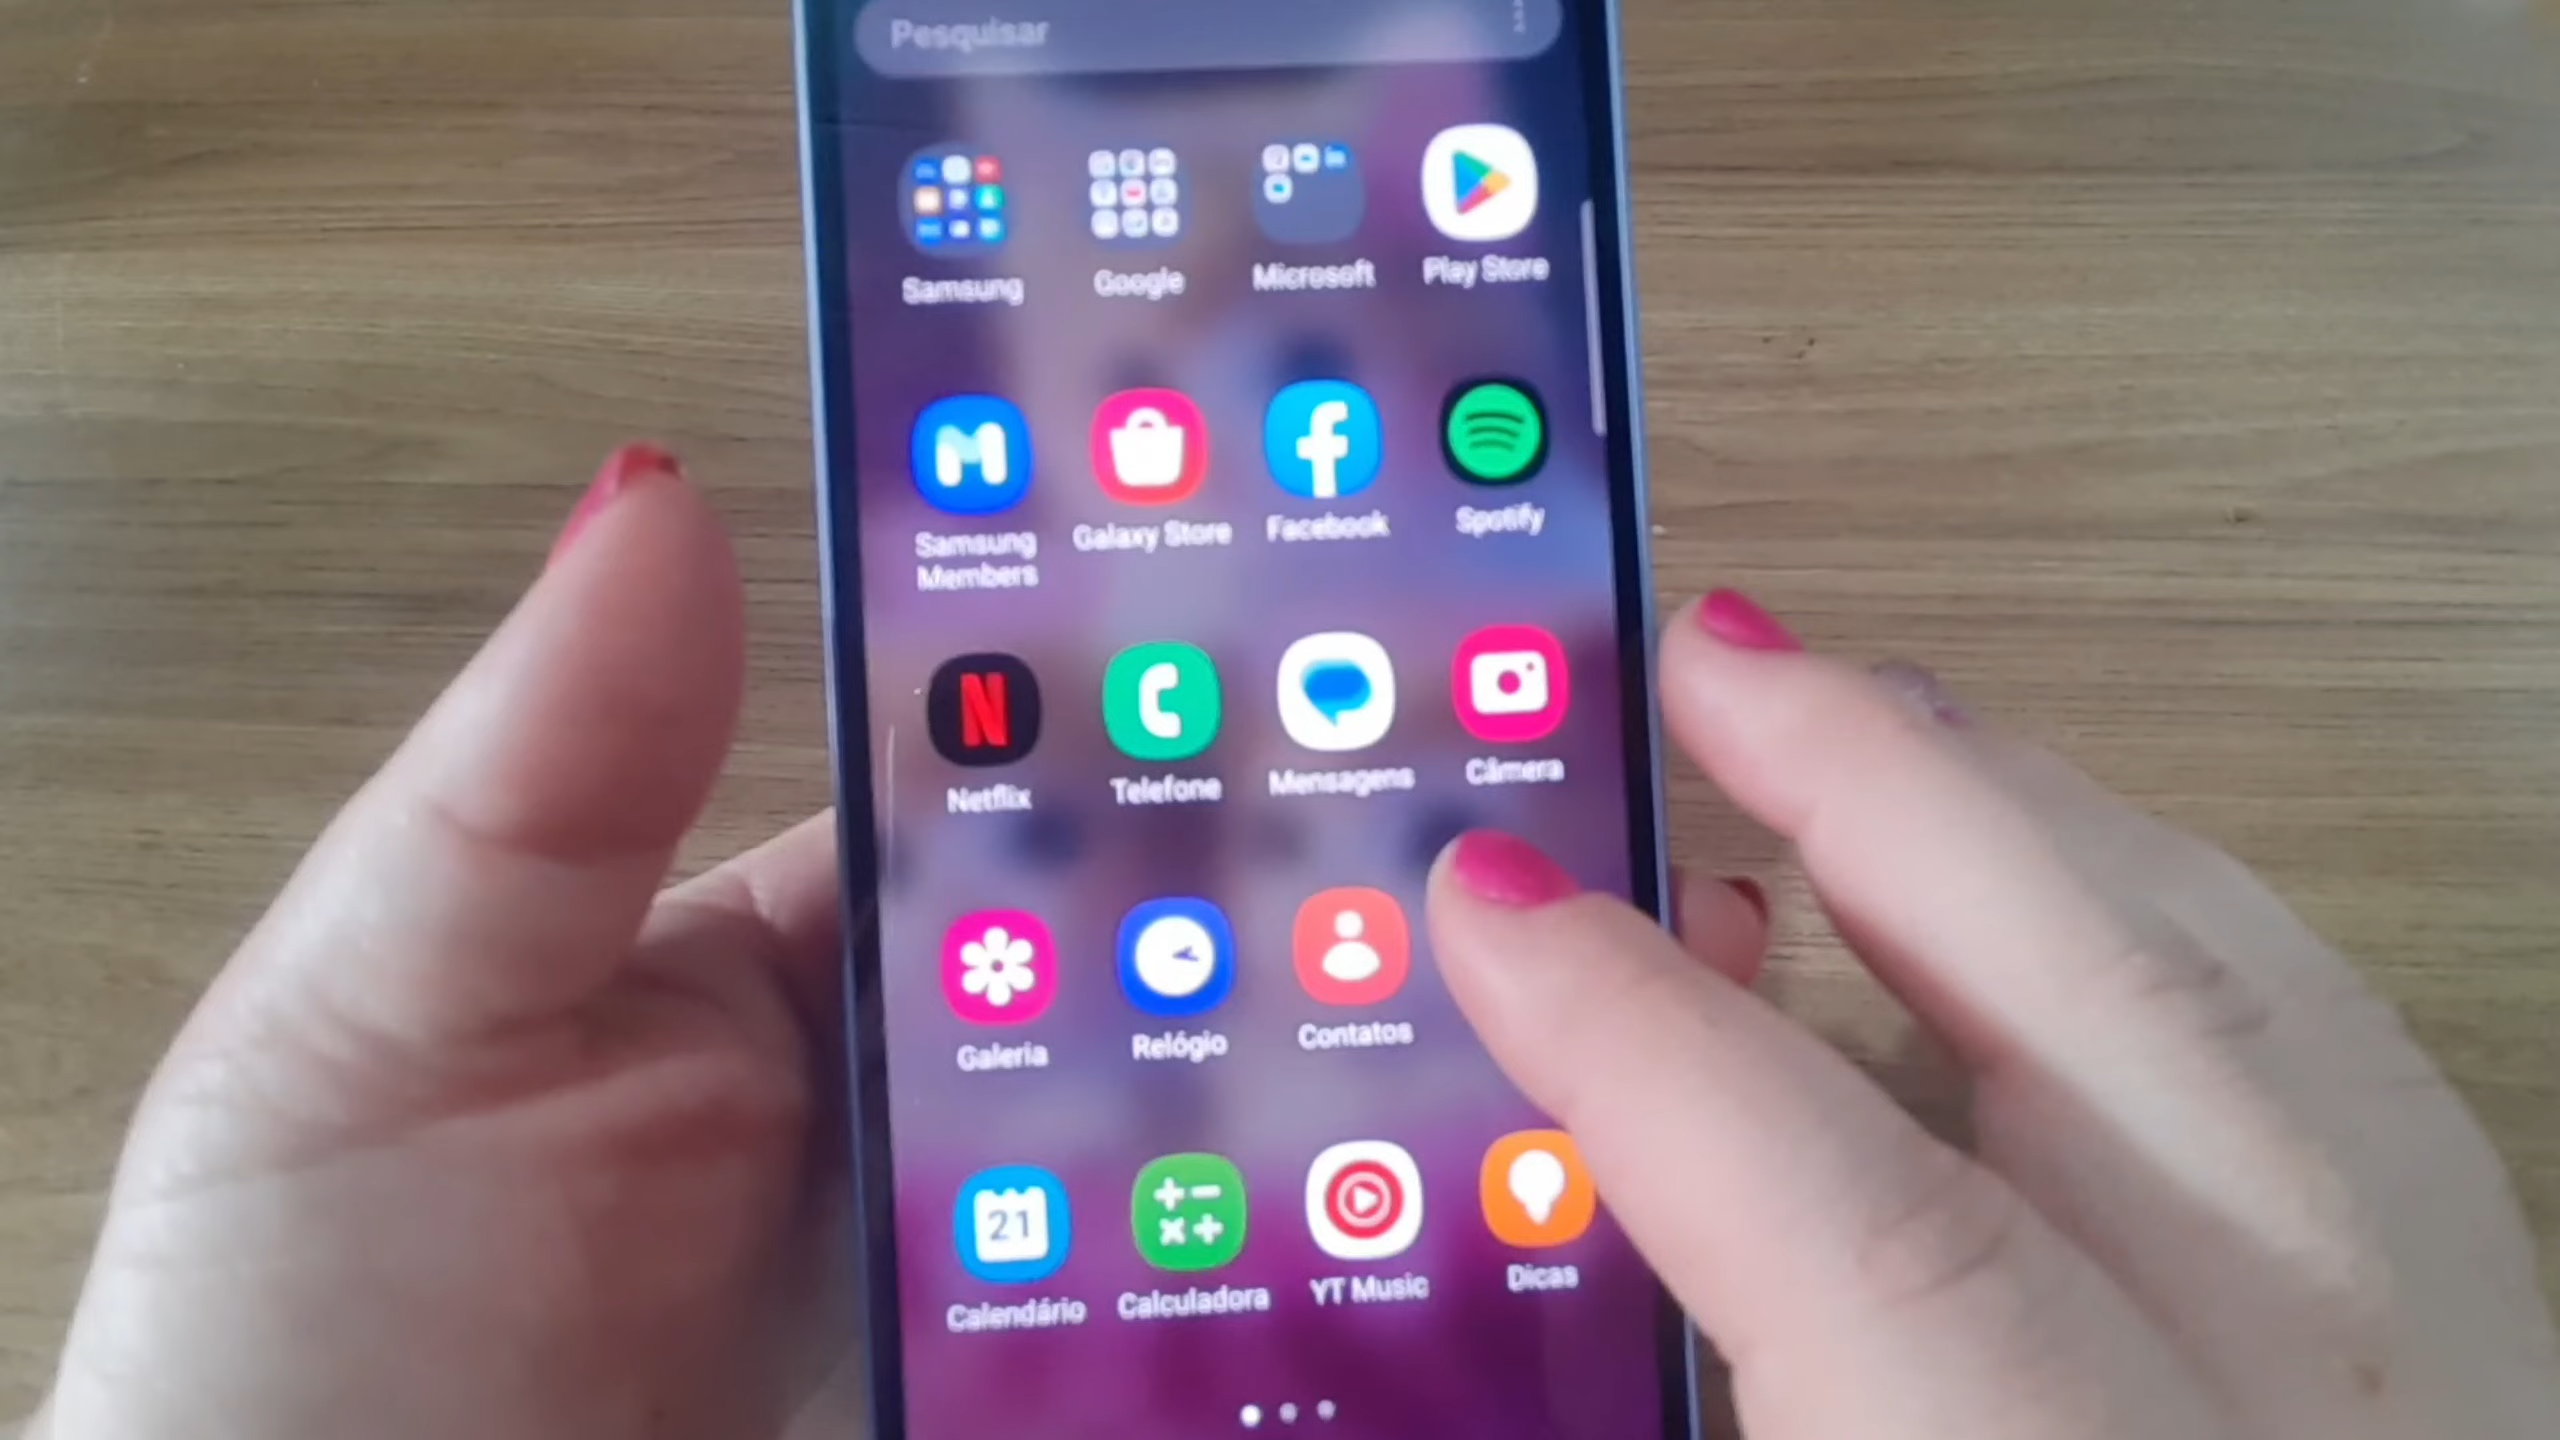 Pesquisar
Samsung
Google
Microsoft
Play Store
Samsung
Members
Galaxy Store
Facebook
Spotify
N
Netflix
Telefone
Mensagens
Câmera
Galeria
Relógio
Contatos
21
Calendário
Calculadora
YT Music
Dicas